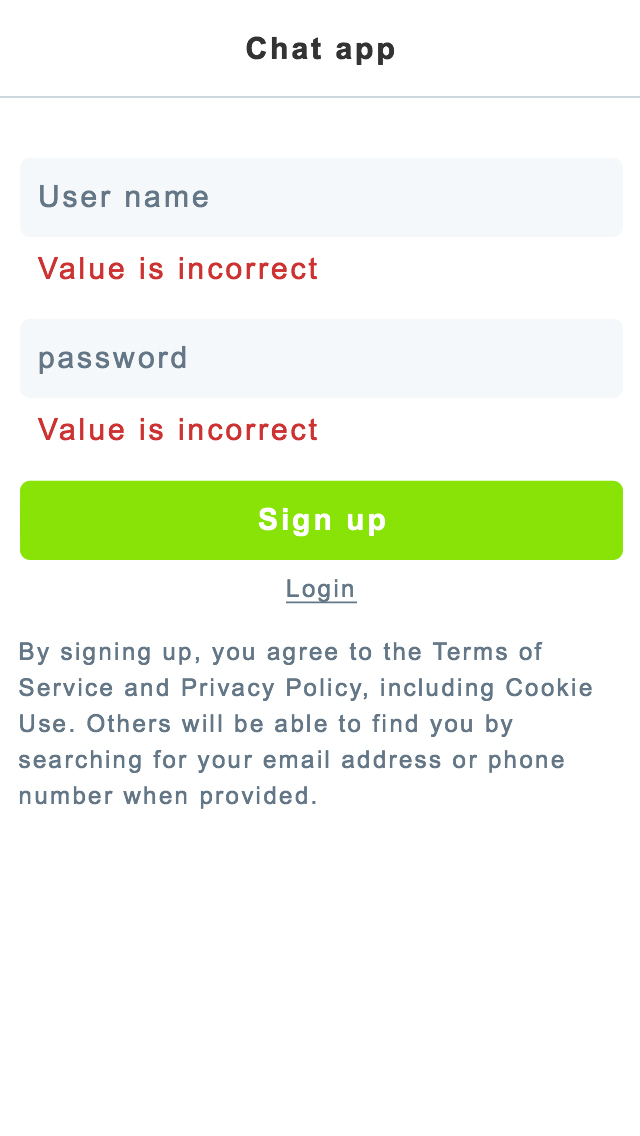 Chat app
User name
Value is incorrect
password
Value is incorrect
Sign up
Login
By signing up, you agree to the Terms of
Service and Privacy Policy, including Cookie
Use. Others will be able to find you by
searching for your email address or phone
number when provided.